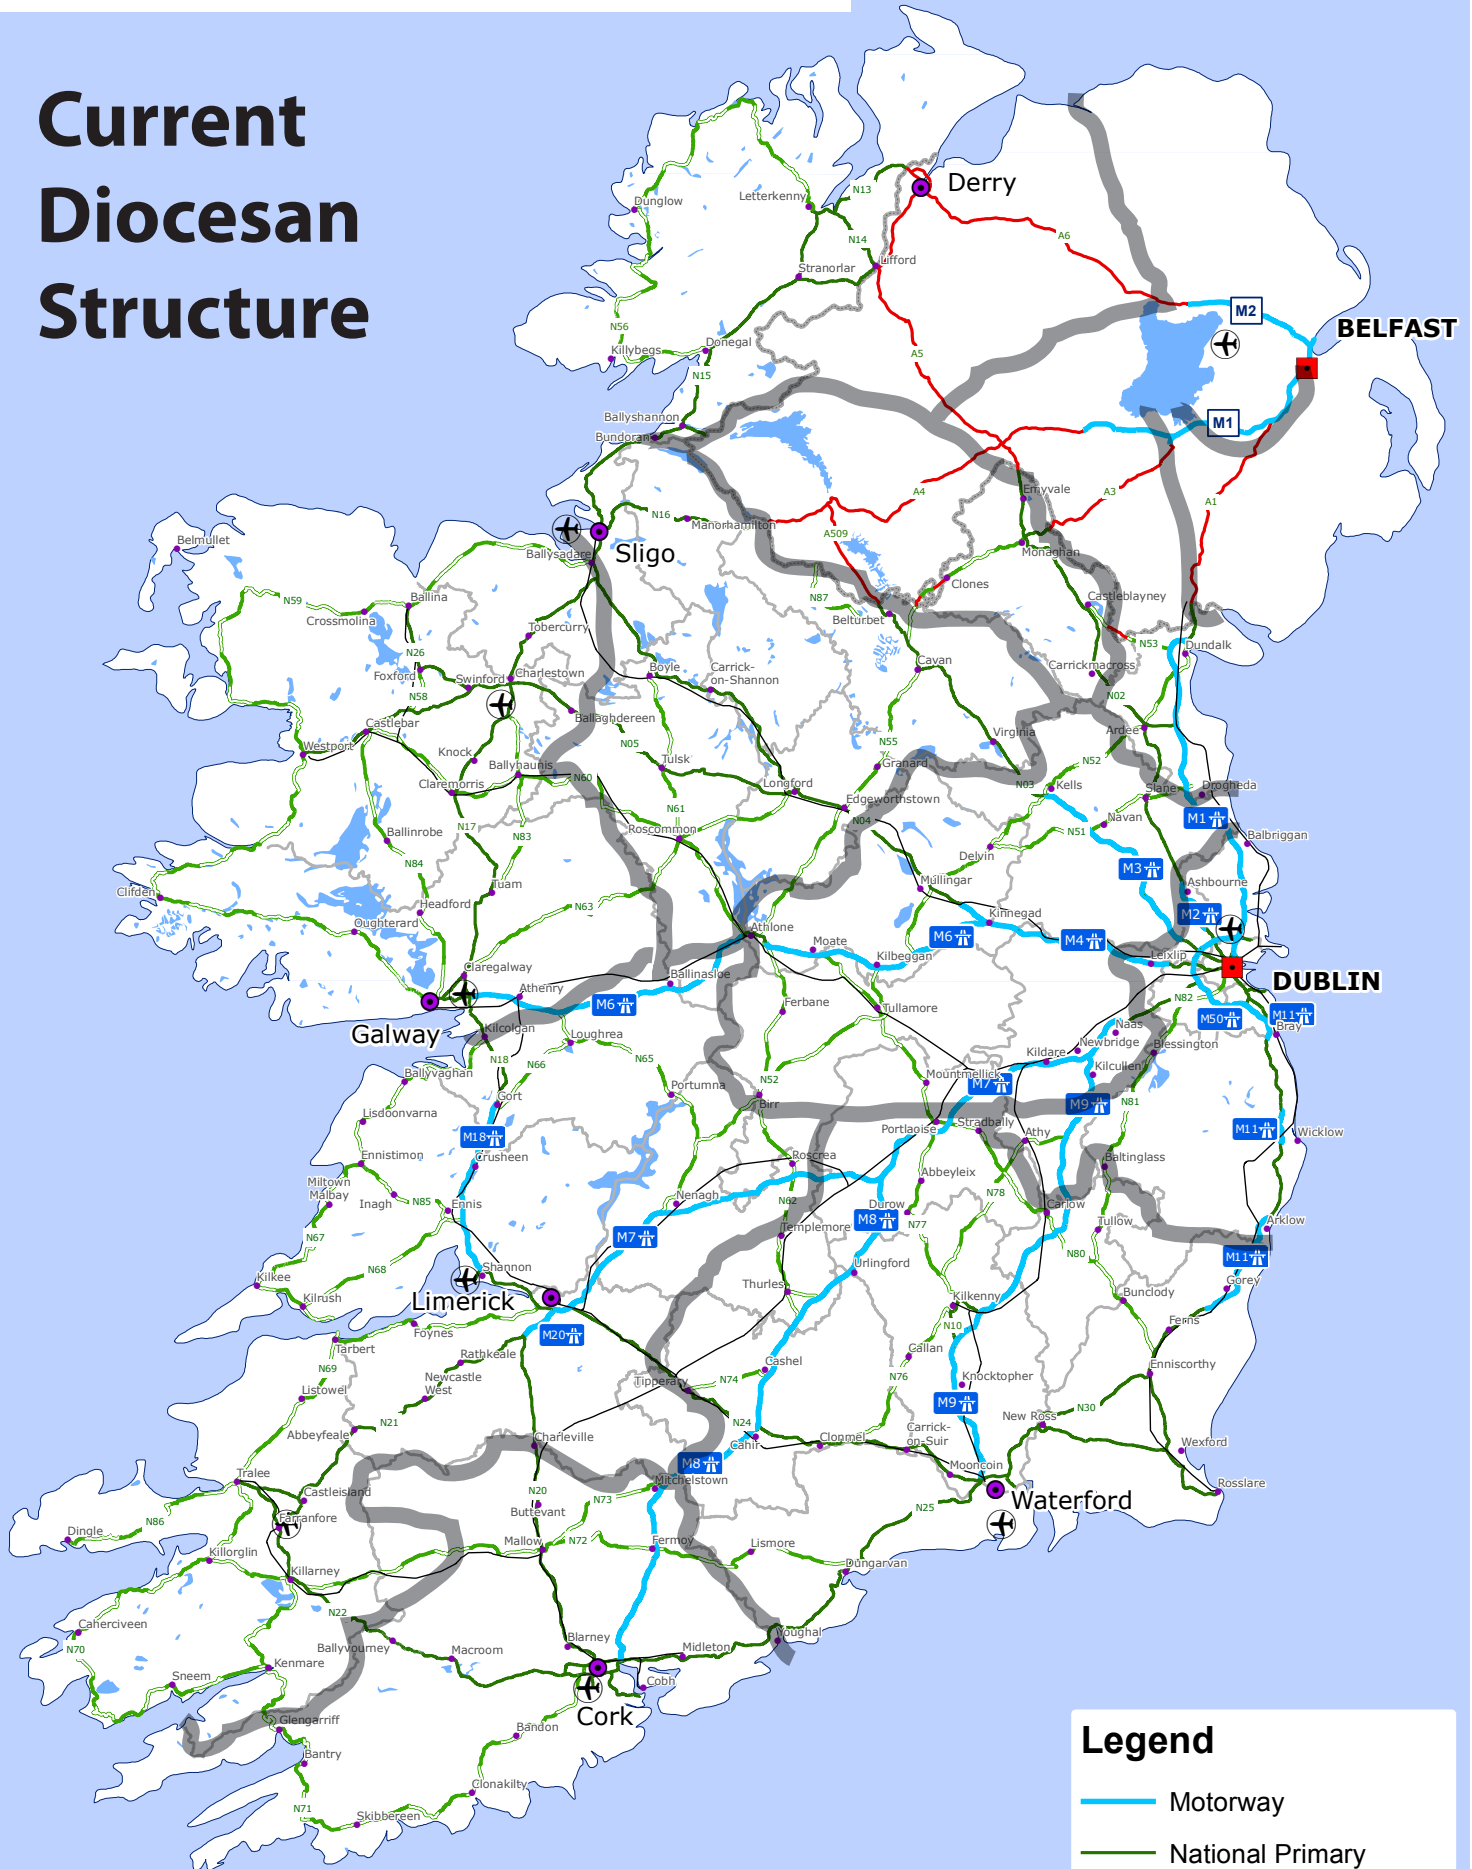 Current
Diocesan
Structure
Derry
Letterkenny
N13
Dunglow
N14
A6
Lifford
Stranorlar
M2
BELFAST
N56
Killybegs
Donegal
A5
N15
Ballyshannon
M1
Bundoran
A4
Emyvale
A3
A1
N16
Manorhamilton
A509
Belmullet
Sligo
Ballysadare
Monaghan
Clones
N59
Ballina
N87
Castleblayney
Crossmolina
Belturbet
Tobercurry
N53
Dundalk
N26
Foxford
Swinford
Charlestown
Boyle
Carrick-
on-Shannon
Cavan
Carrickmacross
N58
N02
Castlebar
Ballaghdereen
Ardee
Westport
Knock
N05
Virginia
N55
Tulsk
Granard
N52
Ballyhaunis
N60
Claremorris
Longford
N03
Kells
Slane
Drogheda
Edgeworthstown
N61
N17
N04
Navan
M1
Ballinrobe
N83
Roscommon
N51
Balbriggan
N84
Delvin
M3
Clifden
Tuam
Mullingar
Ashbourne
Headford
N63
Kinnegad
M2
Oughterard
Athlone
M6
M4
Moate
Kilbeggan
Leixlip
Claregalway
Ballinasloe
DUBLIN
Athenry
M6
Ferbane
Tullamore
N82
Galway
M50
M11
Kilcolgan
Loughrea
Naas
Bray
Newbridge
Blessington
N18
N66
N65
Kildare
Kilcullen
Ballyvaghan
Portumna
N52
Mountmellick
M7
Gort
Birr
M9
N81
Lisdoonvarna
M18
Portlaoise
Stradbally
Athy
M11
Wicklow
Ennistimon
Crusheen
Roscrea
Baltinglass
Miltown
Malbay
Inagh
N85
Ennis
Nenagh
N62
Abbeyleix
N78
Durow
Carlow
N67
M7
Templemore
M8
N77
Tullow
Arklow
N80
N68
Kilkee
Shannon
Urlingford
M11
Kilrush
Limerick
Thurles
Kilkenny
Bunclody
Gorey
Foynes
M20
N10
Ferns
Tarbert
Rathkeale
Callan
N69
Newcastle
West
Cashel
Enniscorthy
Listowel
Tipperary
N74
N76
Knocktopher
M9
N21
N24
New Ross
N30
Abbeyfeale
Charleville
Cahir
Clonmel
Carrick-
on-Suir
Wexford
M8
Mooncoin
Tralee
Mitchelstown
Rosslare
Castleisland
N20
N73
Waterford
Farranfore
Buttevant
N25
N86
Dingle
Mallow
N72
Fermoy
Lismore
Killorglin
Dungarvan
Killarney
N22
Caherciveen
Ballyvourney
Blarney
Youghal
N70
Macroom
Midleton
Sneem
Kenmare
Cobh
Cork
Glengarriff
Bandon
Bantry
Clonakilty
N71
Skibbereen
Legend
Motorway
National Primary